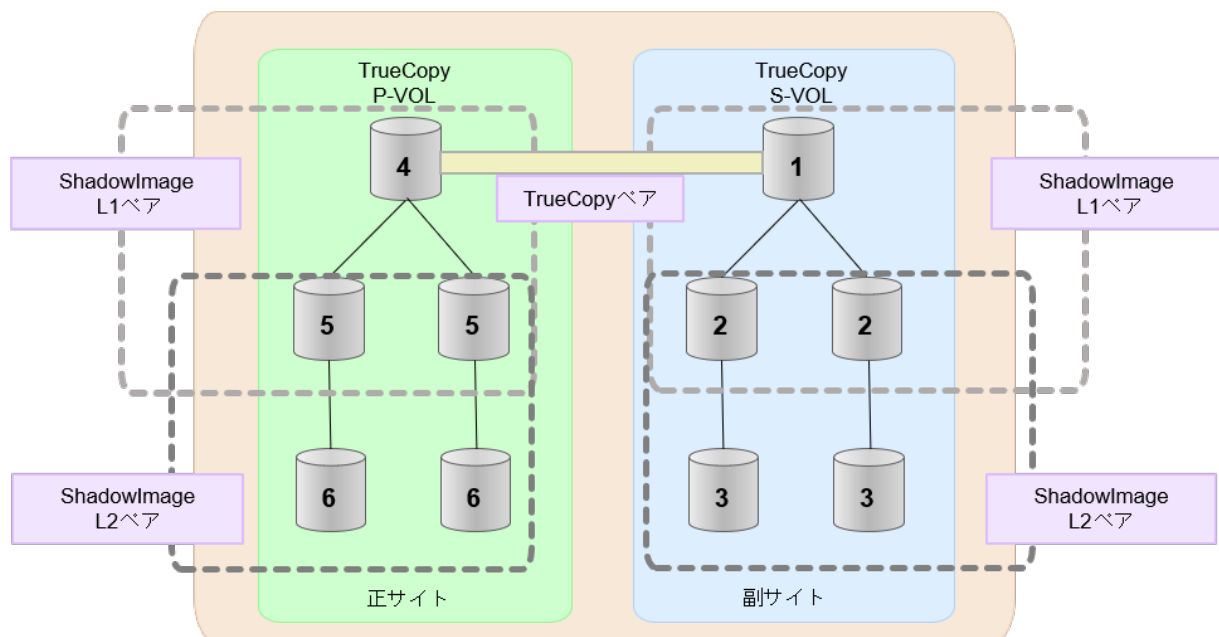 TrueCopy
P-VOL
TrueCopy
S-VOL
4
1
ShadowImage
L1ペア
TrueCopyペア
ShadowImage
L1ペア
5
5
2
2
6
6
3
3
ShadowImage
L2ペア
ShadowImage
L2ペア
正サイト
副サイト